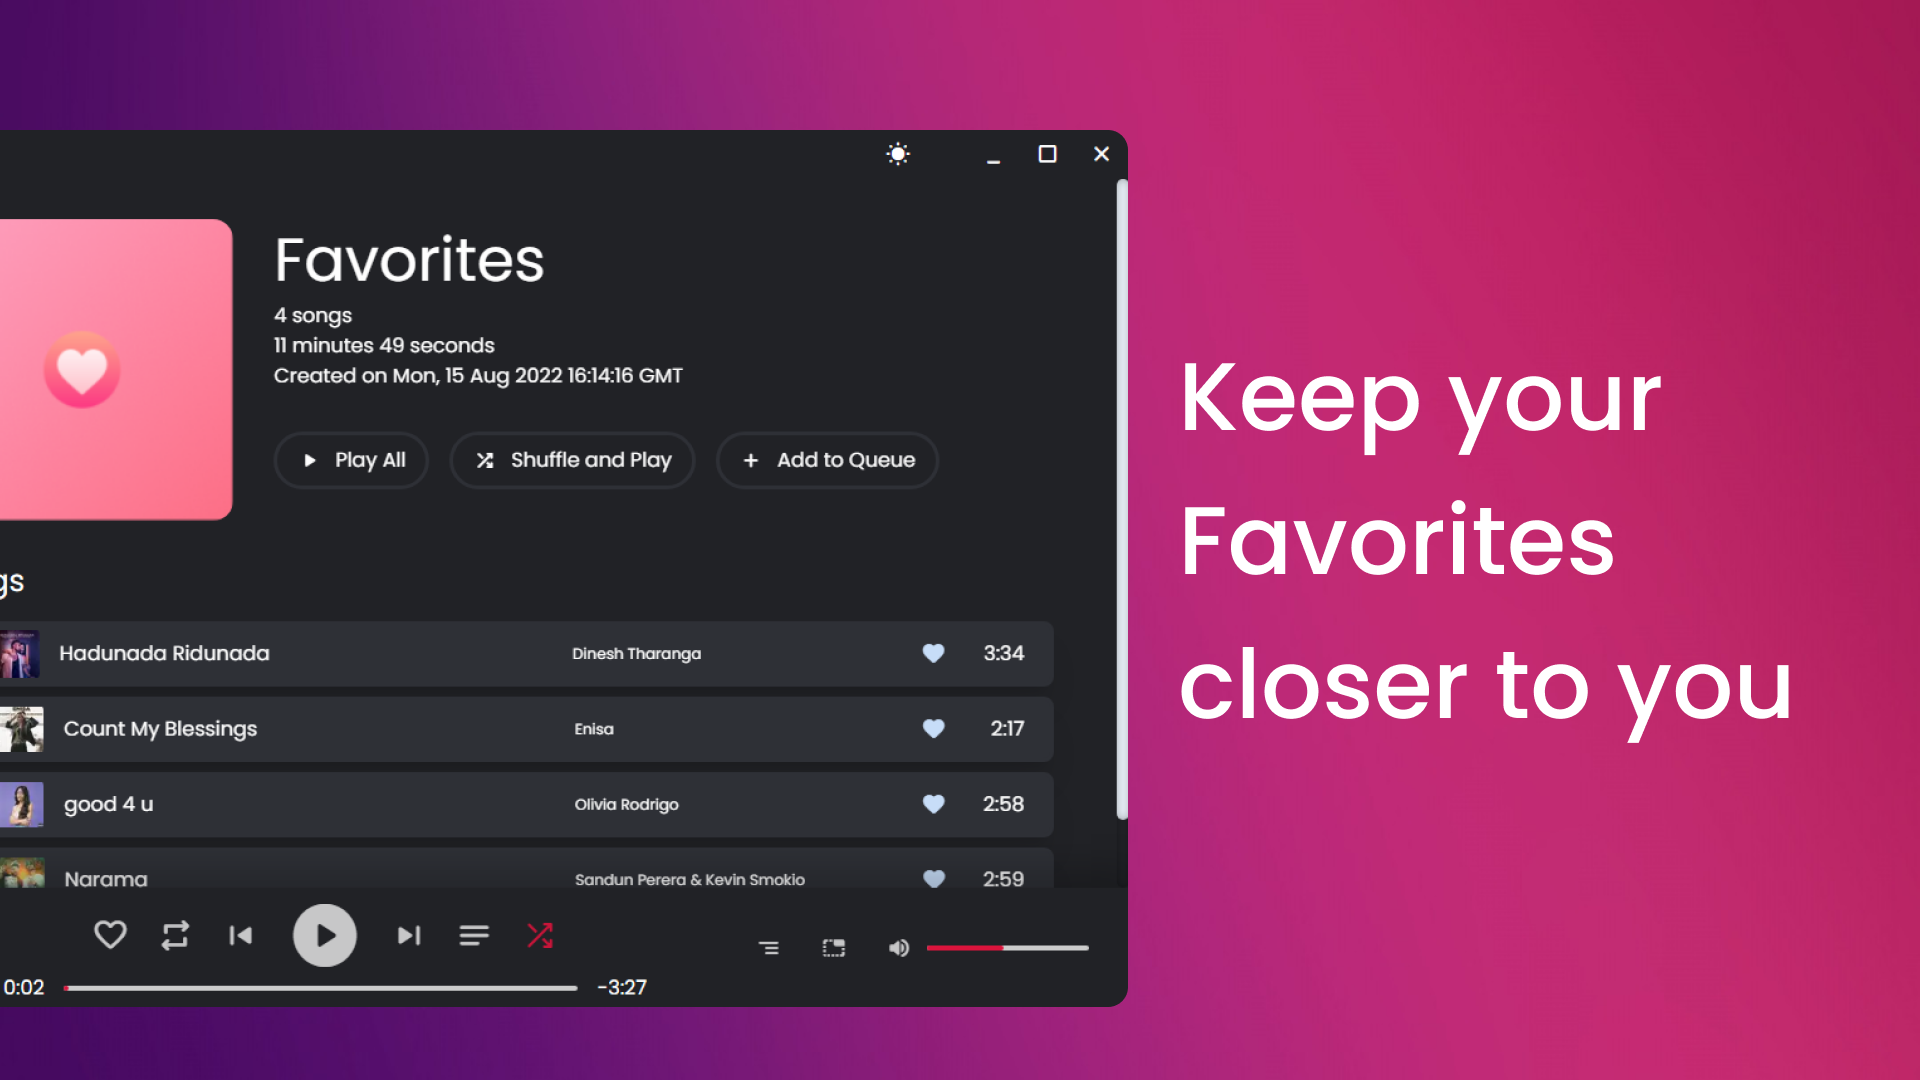 Favorites
4 songs
11 minutes 49 seconds
Created on Mon, 15 Aug 2022 16:14:16 GMT
Play All
Shuffle and Play
Add to Queue
gs
Hadunada Ridunada Dinesh Tharanga 3:34
Count My Blessings Enisa 2:17
good 4 u Olivia Rodrigo 2:58
Narama Sandun Perera & Kevin Smokio 2:59
0:02 -3:27
Keep your
Favorites
closer to you